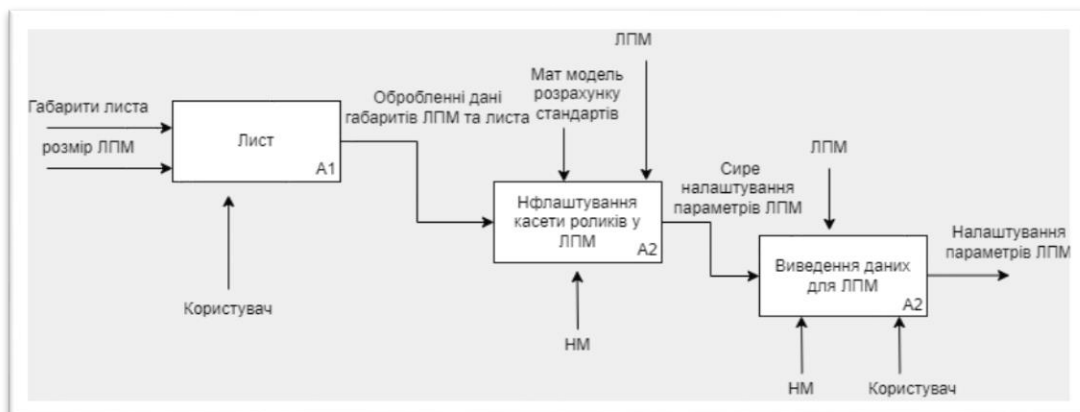 ЛПМ
Мат модель
розрахунку
стандартів
Обробленні дані
габаритів ЛПМ та листа
Габарити листа
розмір ЛПМ
Лист
A1
ЛПМ
Сире
налаштування
параметрів ЛПМ
Нфлаштування
касети роликів у
ЛПМ
A2
Налаштування
параметрів ЛПМ
Виведення даних
для ЛПМ
A2
Користувач
НМ
НМ
Користувач